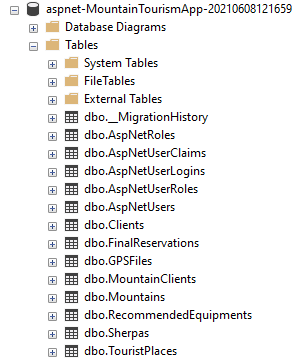 aspnet-MountainTourismApp-20210608121659
Database Diagrams
Tables
System Tables
FileTables
External Tables
dbo.__MigrationHistory
dbo.AspNetRoles
dbo.AspNetUserClaims
dbo.AspNetUserLogins
dbo.AspNetUserRoles
dbo.AspNetUsers
dbo.Clients
dbo.FinalReservations
dbo.GPSFiles
dbo.MountainClients
dbo.Mountains
dbo.RecommendedEquipments
dbo.Sherpas
dbo.TouristPlaces